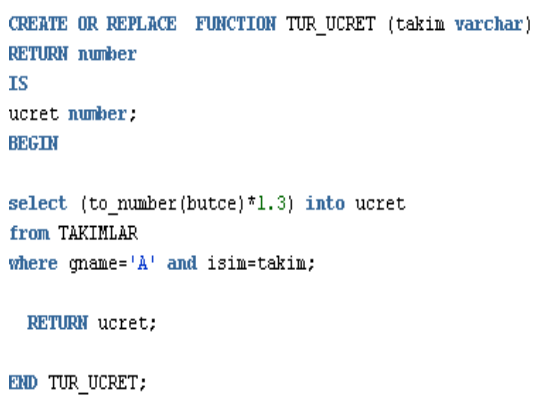 CREATE OR REPLACE  FUNCTION TUR_UCRET (takim varchar)
RETURN number
IS
ucret number;
BEGIN
select (to_number(butce)*1.3) into ucret
from TAKIMLAR
where gname='A' and isim=takim;
RETURN ucret;
END TUR_UCRET;